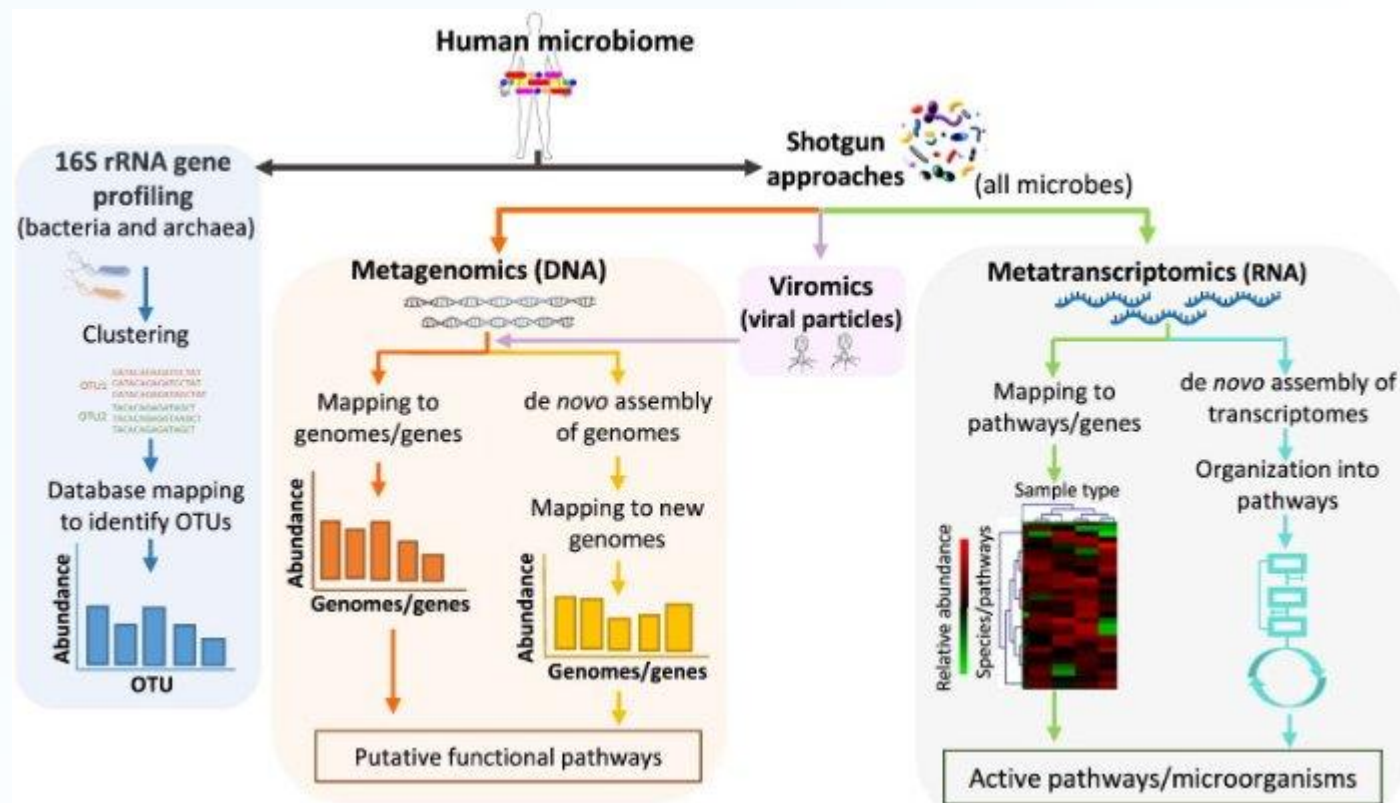 Human microbiome
16S rRNA gene
profiling
(bacteria and archaea)
Clustering
OTU1
GATACAGAGATGCTAT
OTU2
TACACAGAGATAGCT
TACACAGAGATAGCT
Database mapping
to identify OTUs
Abundance
OTU
Shotgun
approaches
(all microbes)
Metagenomics (DNA)
Mapping to
genomes/genes
Abundance
Genomes/genes
de novo assembly
of genomes
Mapping to new
genomes
Abundance
Genomes/genes
Putative functional pathways
Viromics
(viral particles)
Metatranscriptomics (RNA)
Mapping to
pathways/genes
Sample type
Relative abundance
Species/pathways
de novo assembly of
transcriptomes
Organization into
pathways
Active pathways/microorganisms